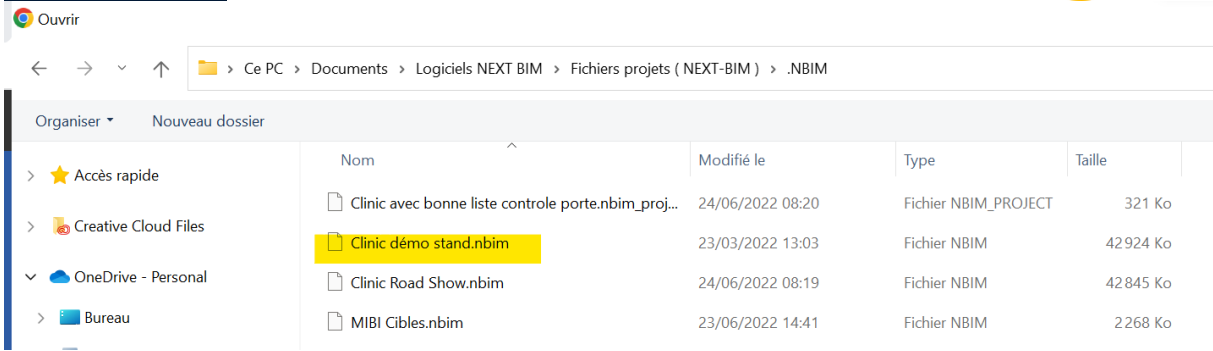 Ouvrir
Ce PC > Documents > Logiciels NEXT BIM > Fichiers projets ( NEXT-BIM ) > .NBIM
Organiser Nouveau dossier
Nom Modifié le Type Taille
Accès rapide
Clinic avec bonne liste controle porte.nbim_proj... 24/06/2022 08:20 Fichier NBIM_PROJECT 321 Ko
Creative Cloud Files
Clinic démo stand.nbim 23/03/2022 13:03 Fichier NBIM 42 924 Ko
OneDrive - Personal
Clinic Road Show.nbim 24/06/2022 08:19 Fichier NBIM 42 845 Ko
Bureau
MIBI Cibles.nbim 23/06/2022 14:41 Fichier NBIM 2 268 Ko